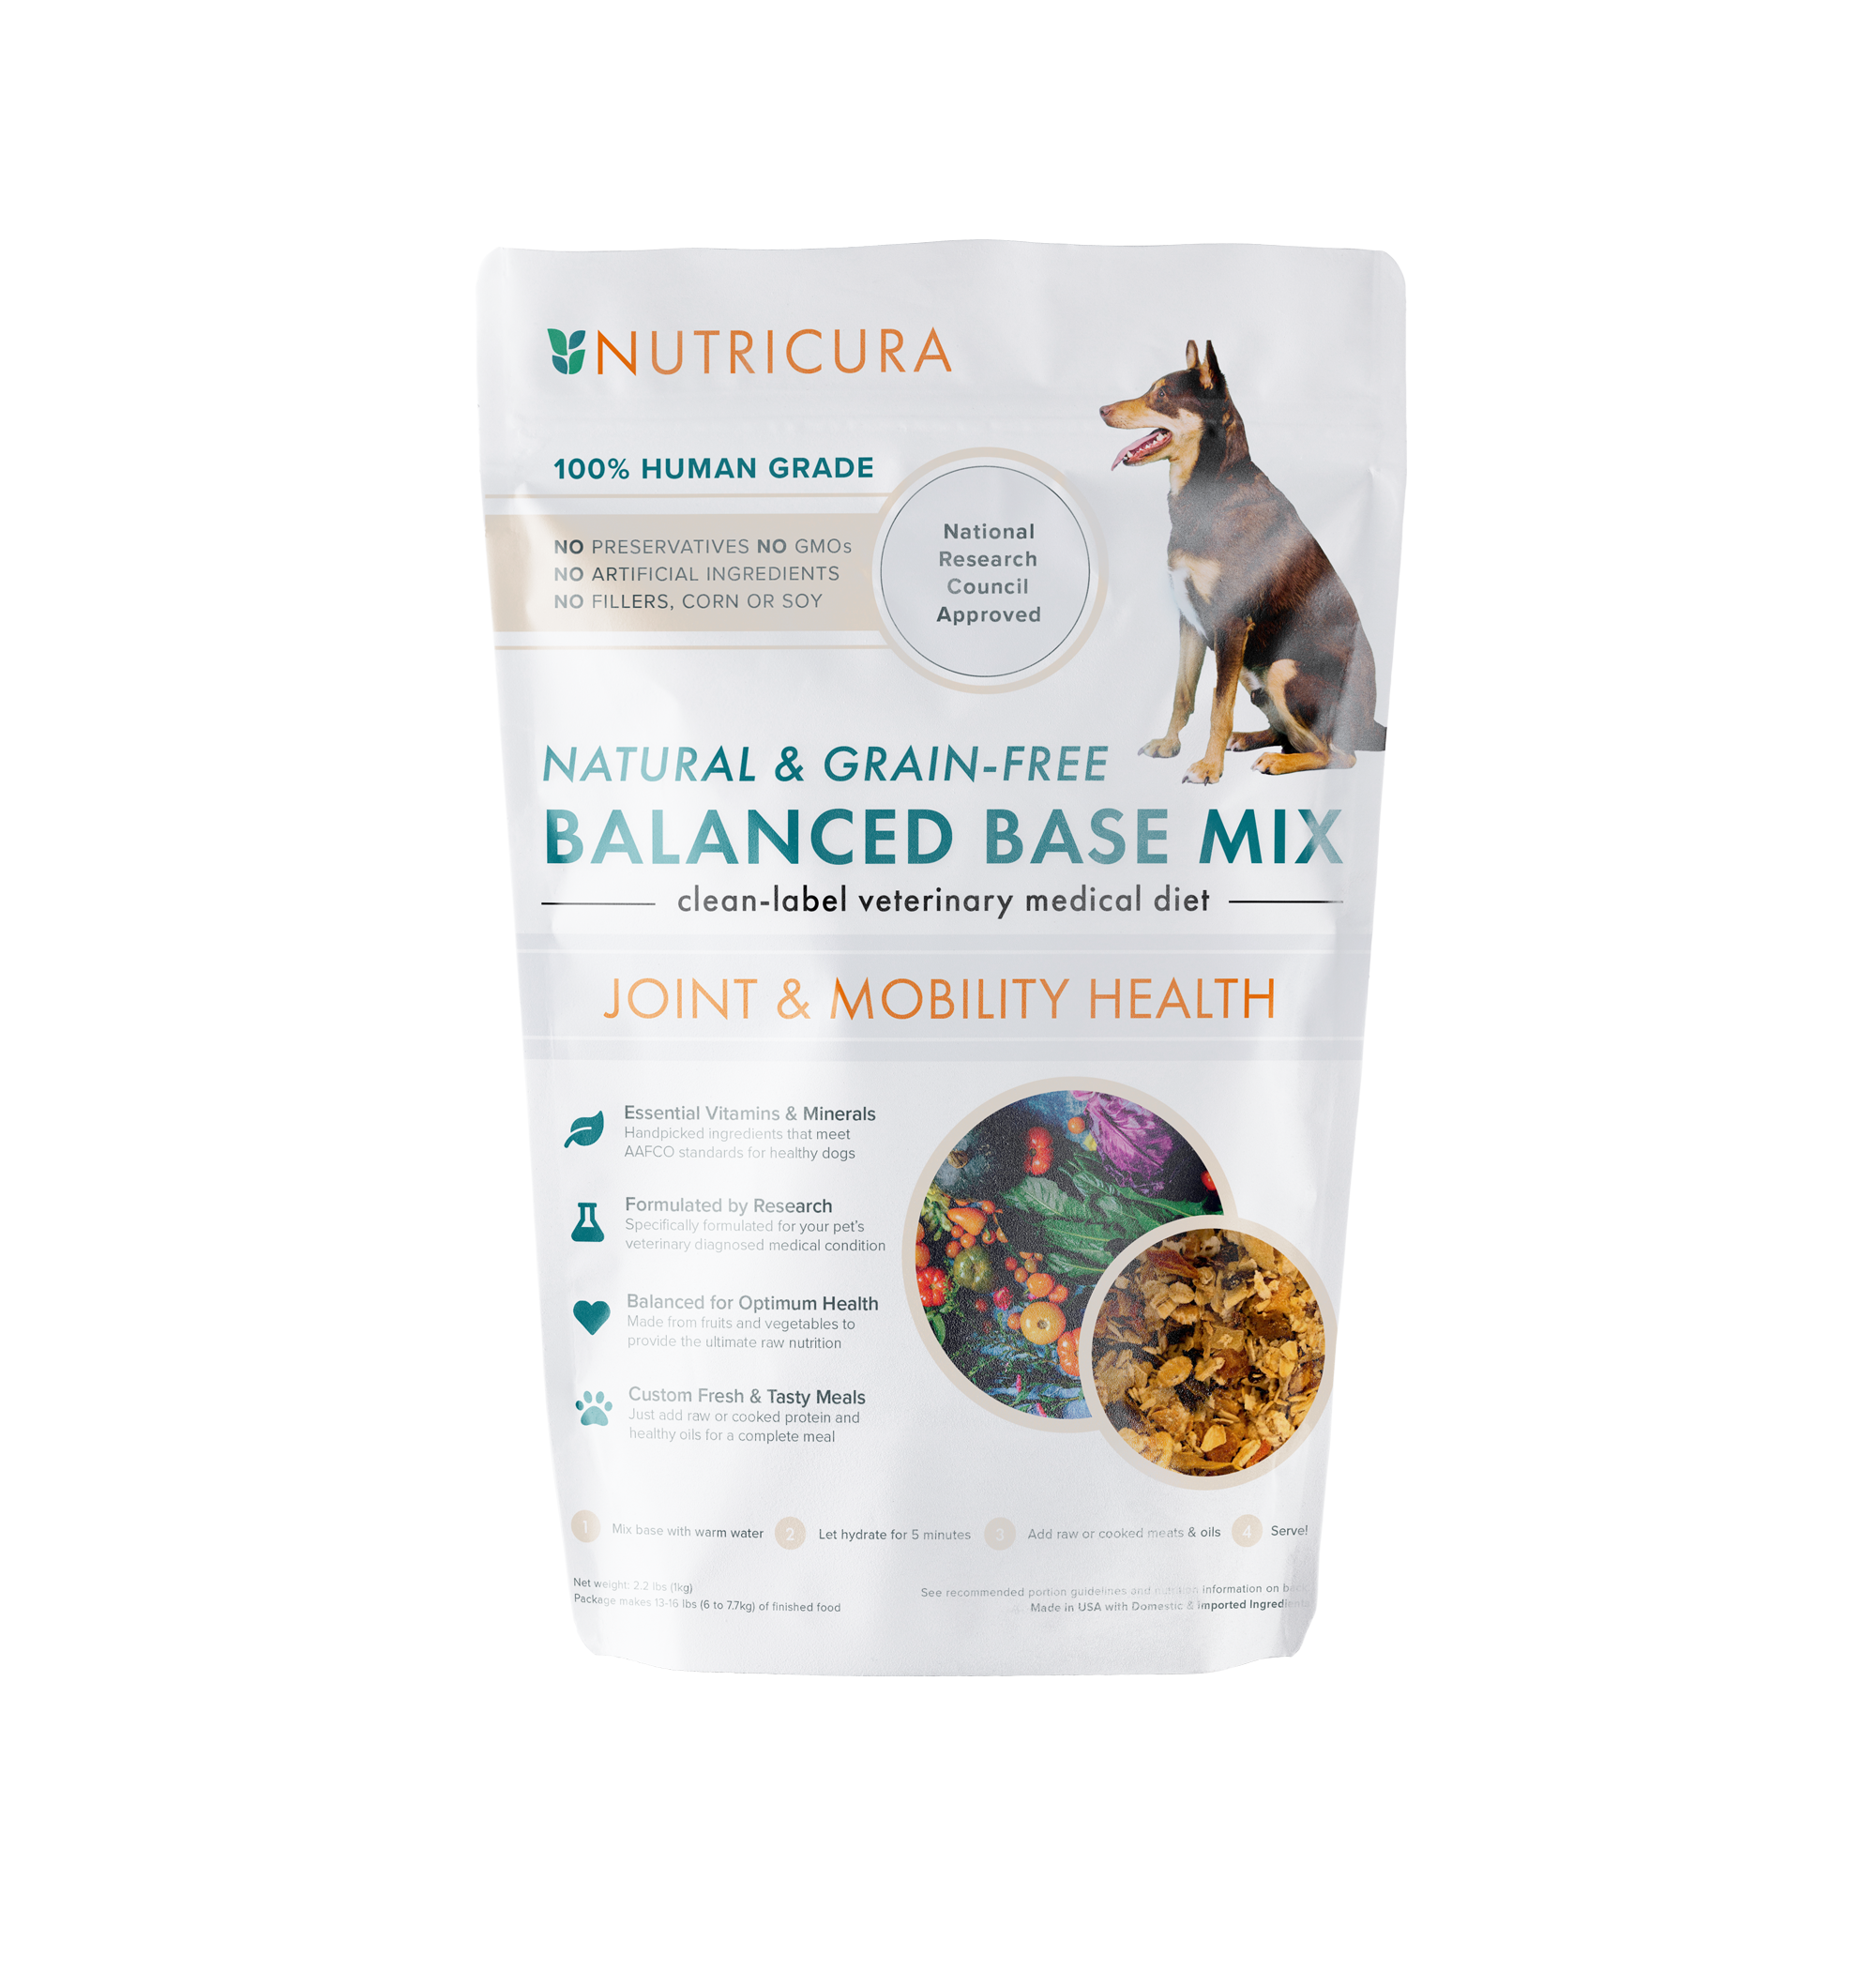 NUTRICURA
100% HUMAN GRADE
NO PRESERVATIVES NO GMOs
NO ARTIFICIAL INGREDIENTS
NO FILLERS, CORN OR SOY
National
Research
Council
Approved
NATURAL & GRAIN-FREE
BALANCED BASE MIX
clean-label veterinary medical diet
JOINT & MOBILITY HEALTH
Essential Vitamins & Minerals
Handpicked ingredients that meet
AAFCO standards for healthy dogs
Formulated by Research
Specifically formulated for your pet's
veterinary diagnosed medical condition
Balanced for Optimum Health
Made from fruits and vegetables to
provide the ultimate raw nutrition
Custom Fresh & Tasty Meals
Just add raw or cooked protein and
healthy oils for a complete meal
1 Mix base with warm water 2 Let hydrate for 5 minutes 3 Add raw or cooked meats & oils 4 Serve!
Net weight: 2.2 lbs (1kg)
Package makes 13-16 lbs (6 to 7.7kg) of finished food
See recommended portion guidelines and nutrition information on back
Made in USA with Domestic & Imported Ingredients